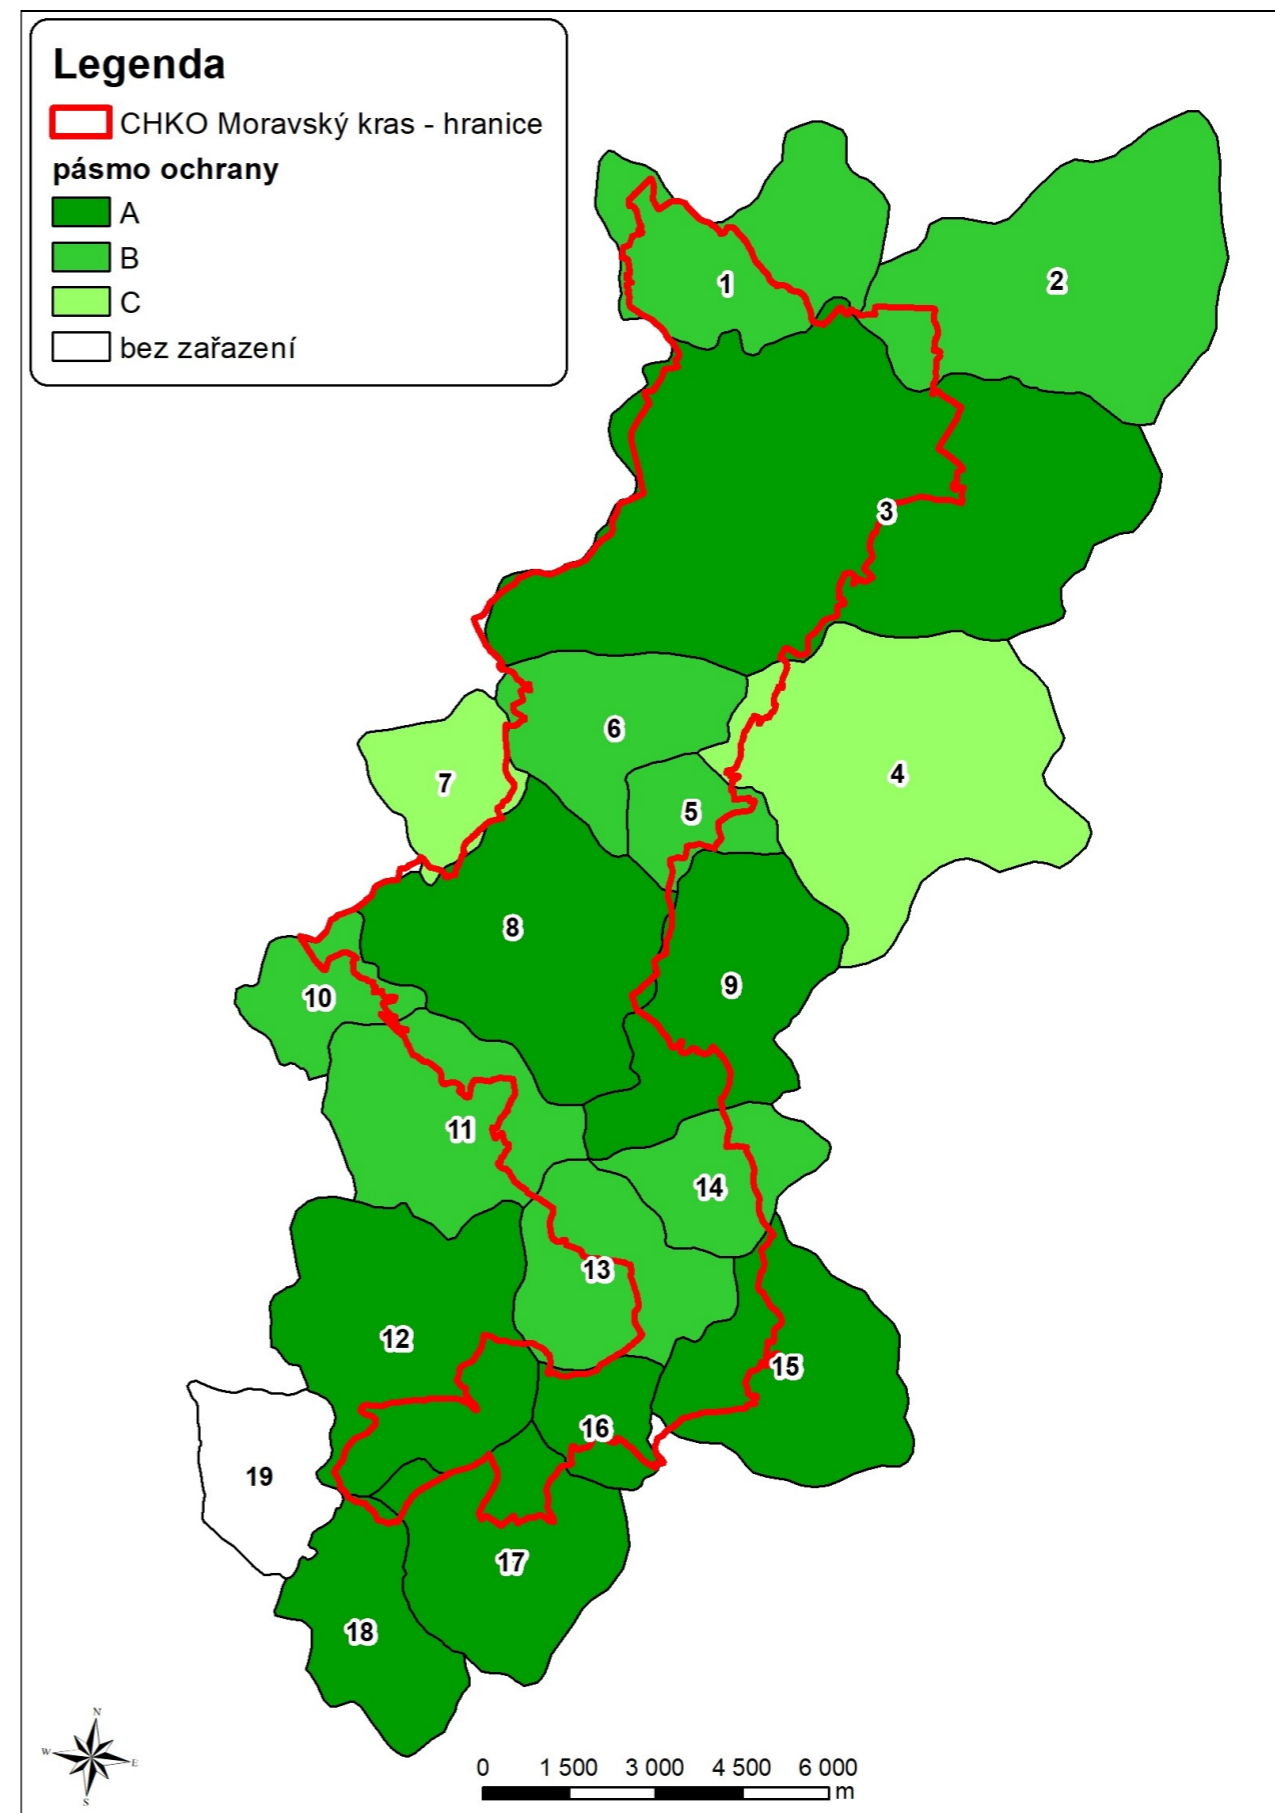 Legenda
CHKO Moravský kras - hranice
pásmo ochrany
A
B
C
bez zařazení
1
2
3
4
5
6
7
8
9
10
11
12
13
14
15
16
17
18
19
N
W
E
S
0 1 500 3 000 4 500 6 000
m